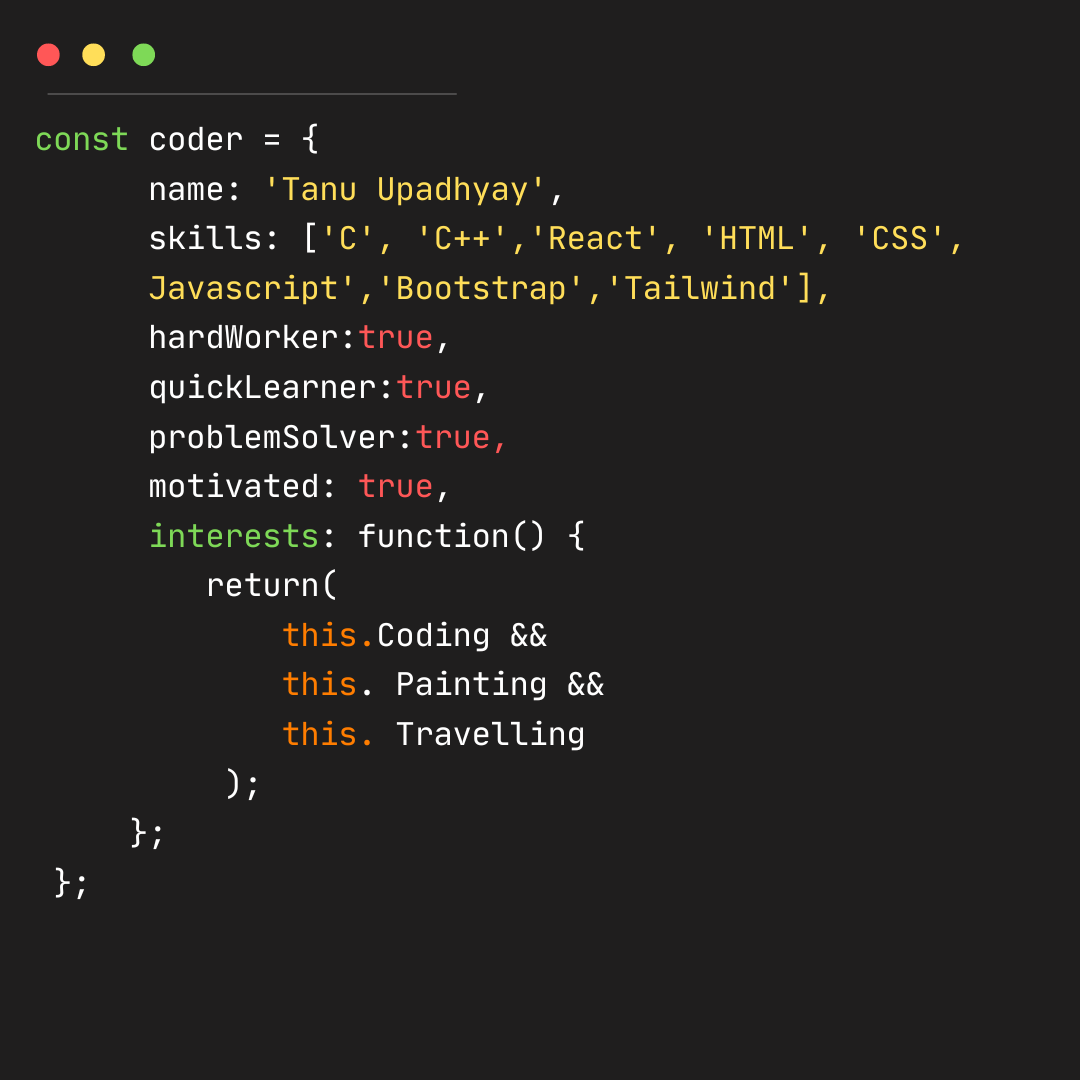 const coder = {
name: 'Tanu Upadhyay',
skills: ['C', 'C++','React', 'HTML', 'CSS',
Javascript','Bootstrap','Tailwind'],
hardWorker:true,
quickLearner:true,
problemSolver:true,
motivated: true,
interests: function() {
return(
this.Coding &&
this. Painting &&
this. Travelling
);
};
};